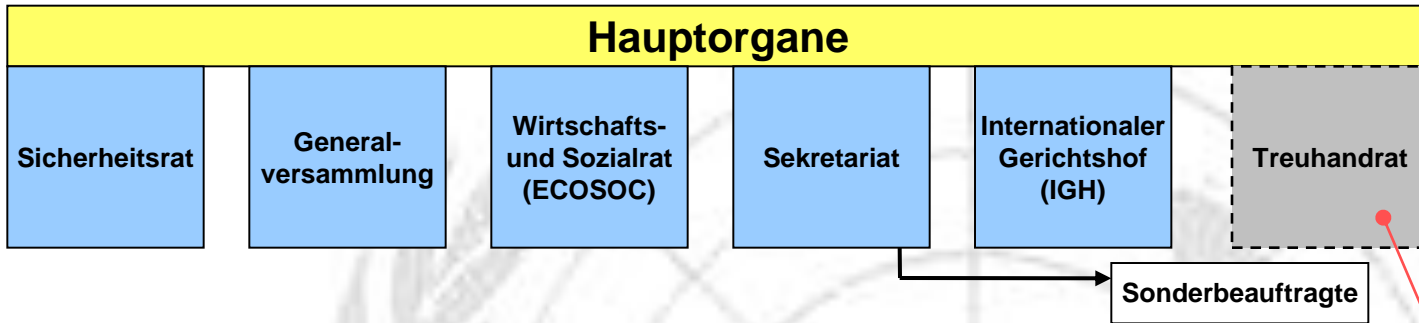 Hauptorgane
Sicherheitsrat
General-
versammlung
Wirtschafts-
und Sozialrat
(ECOSOC)
Sekretariat
Internationaler
Gerichtshof
(IGH)
Treuhandrat
Sonderbeauftragte